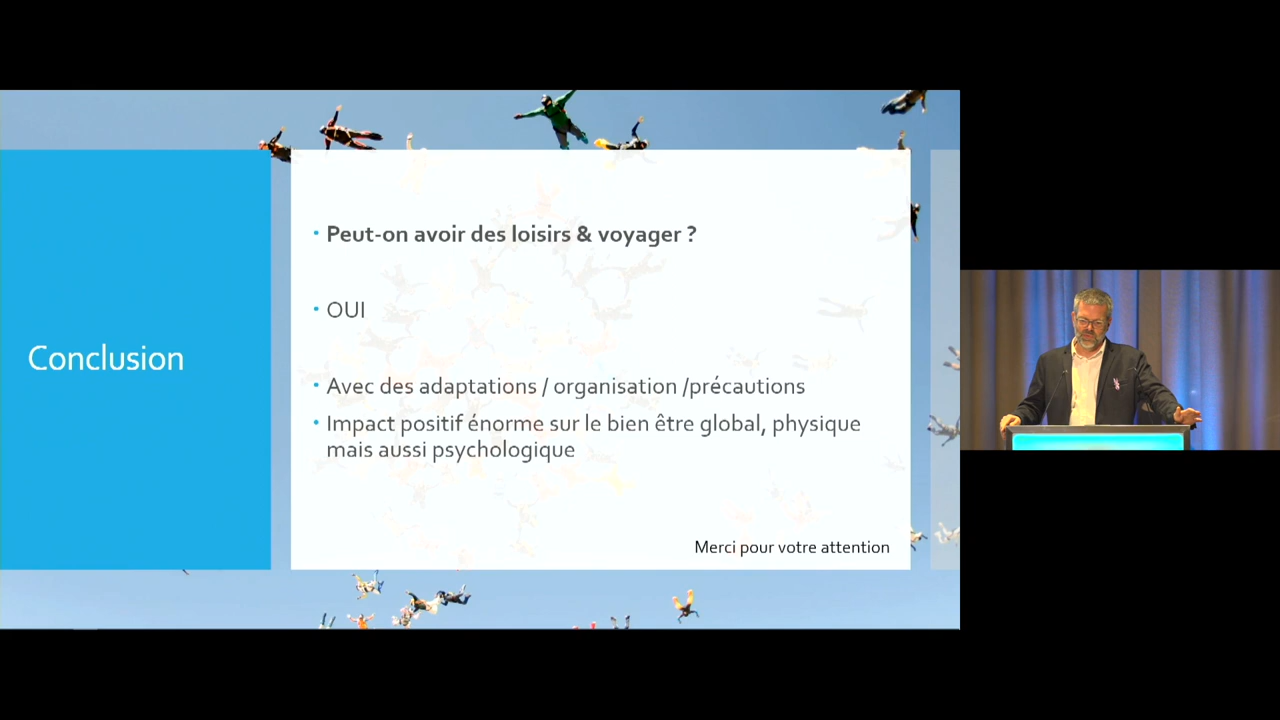 Conclusion
Peut-on avoir des loisirs & voyager ?
OUI
Avec des adaptations / organisation /précautions
Impact positif énorme sur le bien être global, physique
mais aussi psychologique
Merci pour votre attention